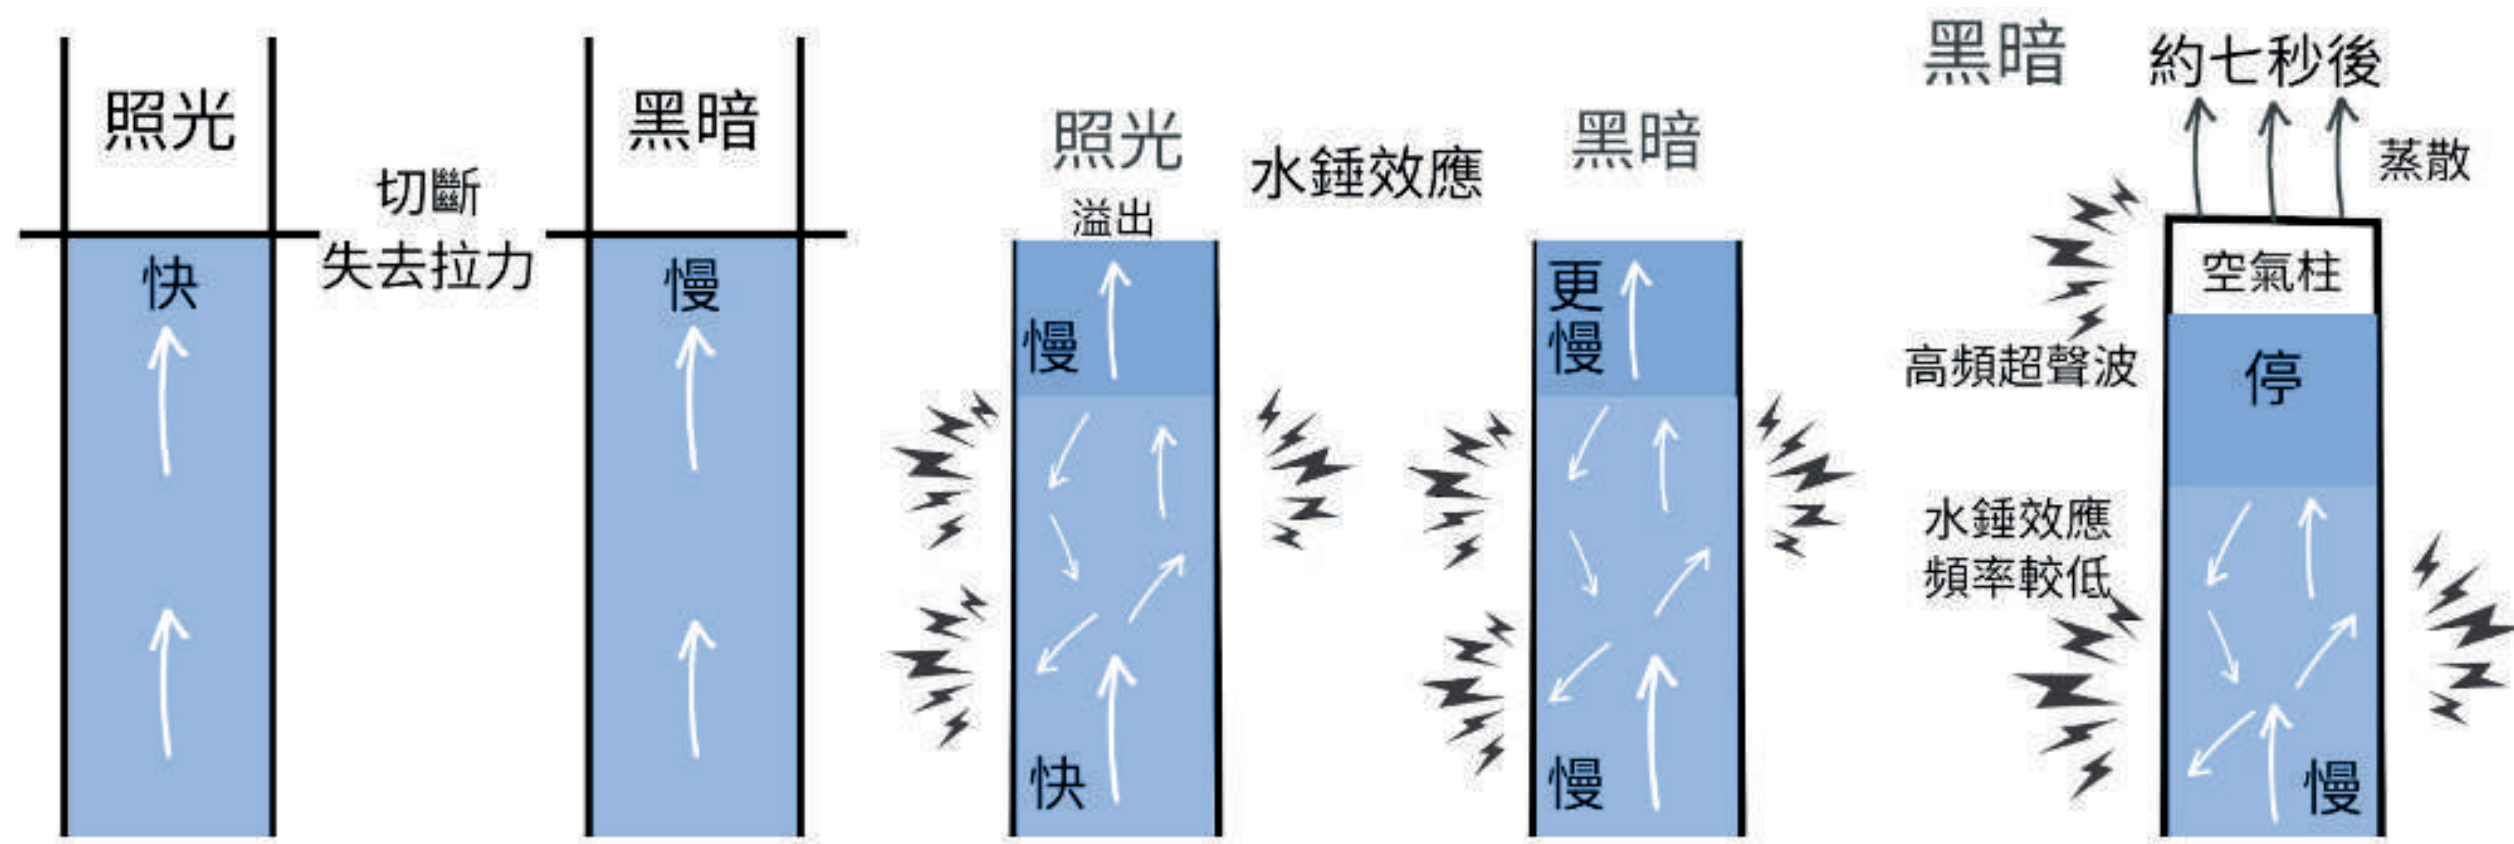 照光
快
切斷
失去拉力
黑暗
慢
照光
溢出
慢
快
水錘效應
黑暗
更
慢
慢
黑暗
約七秒後
蒸散
空氣柱
高頻超聲波
停
水錘效應
頻率較低
慢